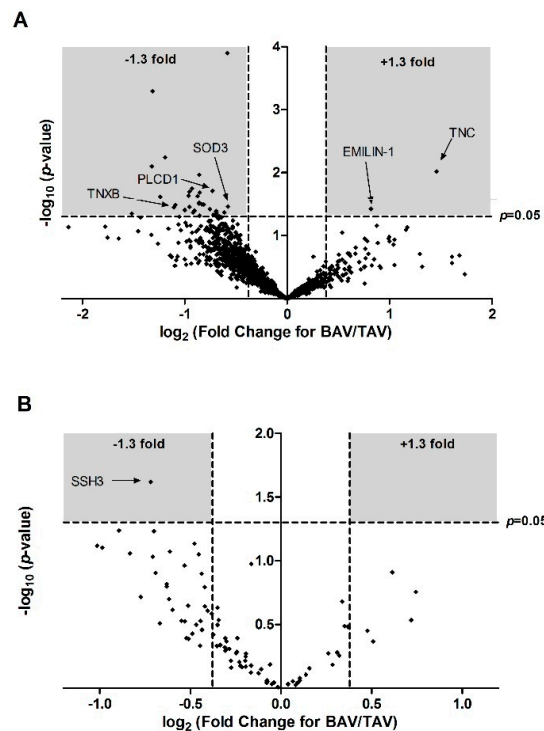 A
-1.3 fold
+1.3 fold
4
3
2
1
-log10 (p-value)
SOD3
PLCD1
TNXB
EMILIN-1
TNC
p=0.05
-2
-1
0
1
2
log2 (Fold Change for BAV/TAV)
B
-1.3 fold
+1.3 fold
2.0
1.5
1.0
0.5
-log10 (p-value)
SSH3
p=0.05
-1.0
-0.5
0.0
0.5
1.0
log2 (Fold Change for BAV/TAV)